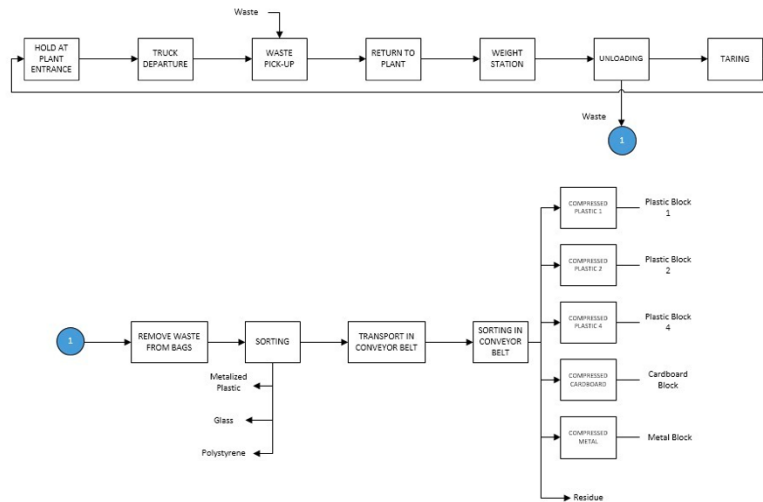 Waste
HOLD AT
PLANT
ENTRANCE
TRUCK
DEPARTURE
WASTE
PICK-UP
RETURN TO
PLANT
WEIGHT
STATION
UNLOADING
TARING
Waste
1
1
REMOVE WASTE
FROM BAGS
SORTING
TRANSPORT IN
CONVEYOR BELT
SORTING IN
CONVEYOR
BELT
Metalized
Plastic
Glass
Polystyrene
COMPRESSED
PLASTIC 1
Plastic Block
1
COMPRESSED
PLASTIC 2
Plastic Block
2
COMPRESSED
PLASTIC 4
Plastic Block
4
COMPRESSED
CARDBOARD
Cardboard
Block
COMPRESSED
METAL
Metal Block
Residue